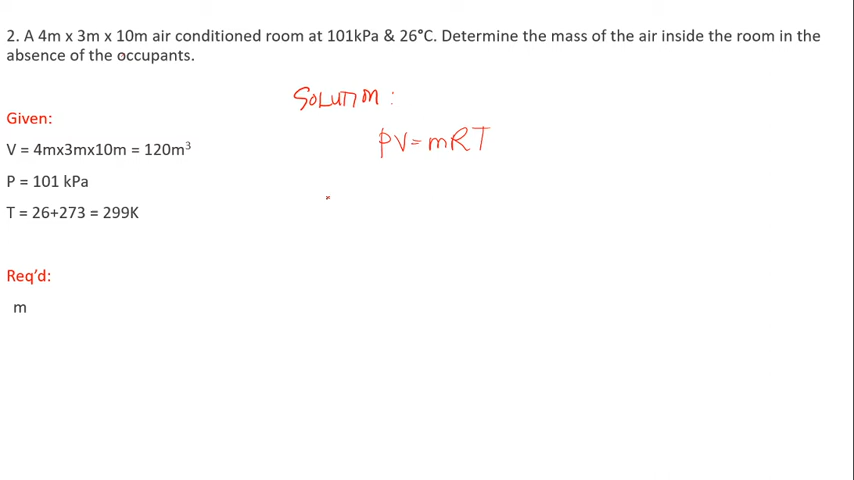 2. A 4m x 3m x 10m air conditioned room at 101kPa & 26°C. Determine the mass of the air inside the room in the
absence of the occupants.
SOLUTION :
Given:
PV = mRT
V = 4mx3mx10m = 120m³
P = 101 kPa
T = 26+273 = 299K
Req'd:
m